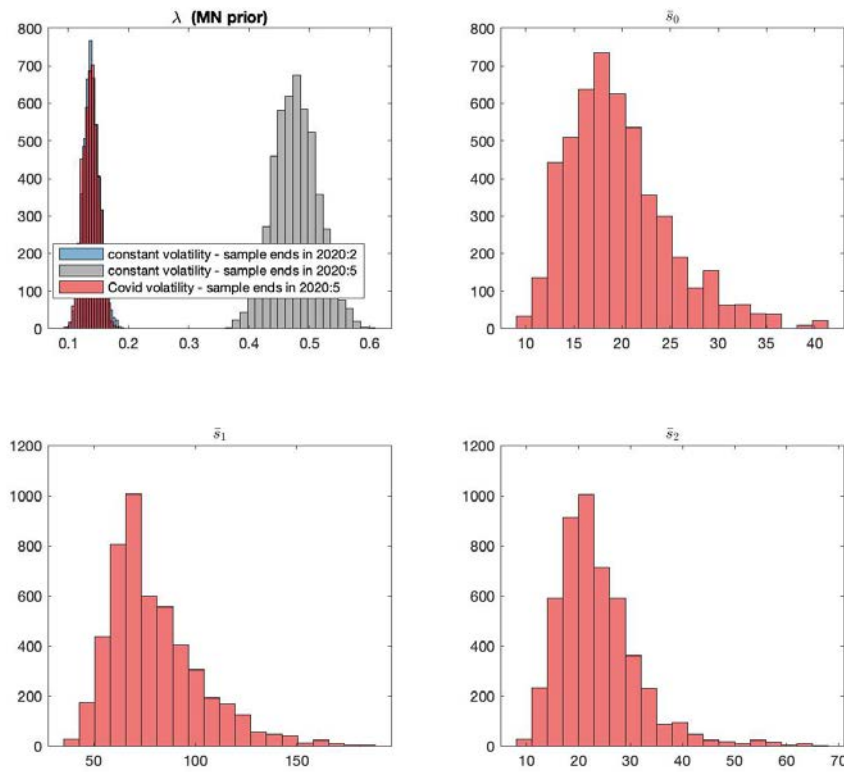 λ (MN prior)
800
700
600
500
400
300
200
100
0
0.1 0.2 0.3 0.4 0.5 0.6
constant volatility - sample ends in 2020:2
constant volatility - sample ends in 2020:5
Covid volatility - sample ends in 2020:5
s̄₀
800
700
600
500
400
300
200
100
0
10 15 20 25 30 35 40
s̄₁
1200
1000
800
600
400
200
0
50 100 150
s̄₂
1200
1000
800
600
400
200
0
10 20 30 40 50 60 70